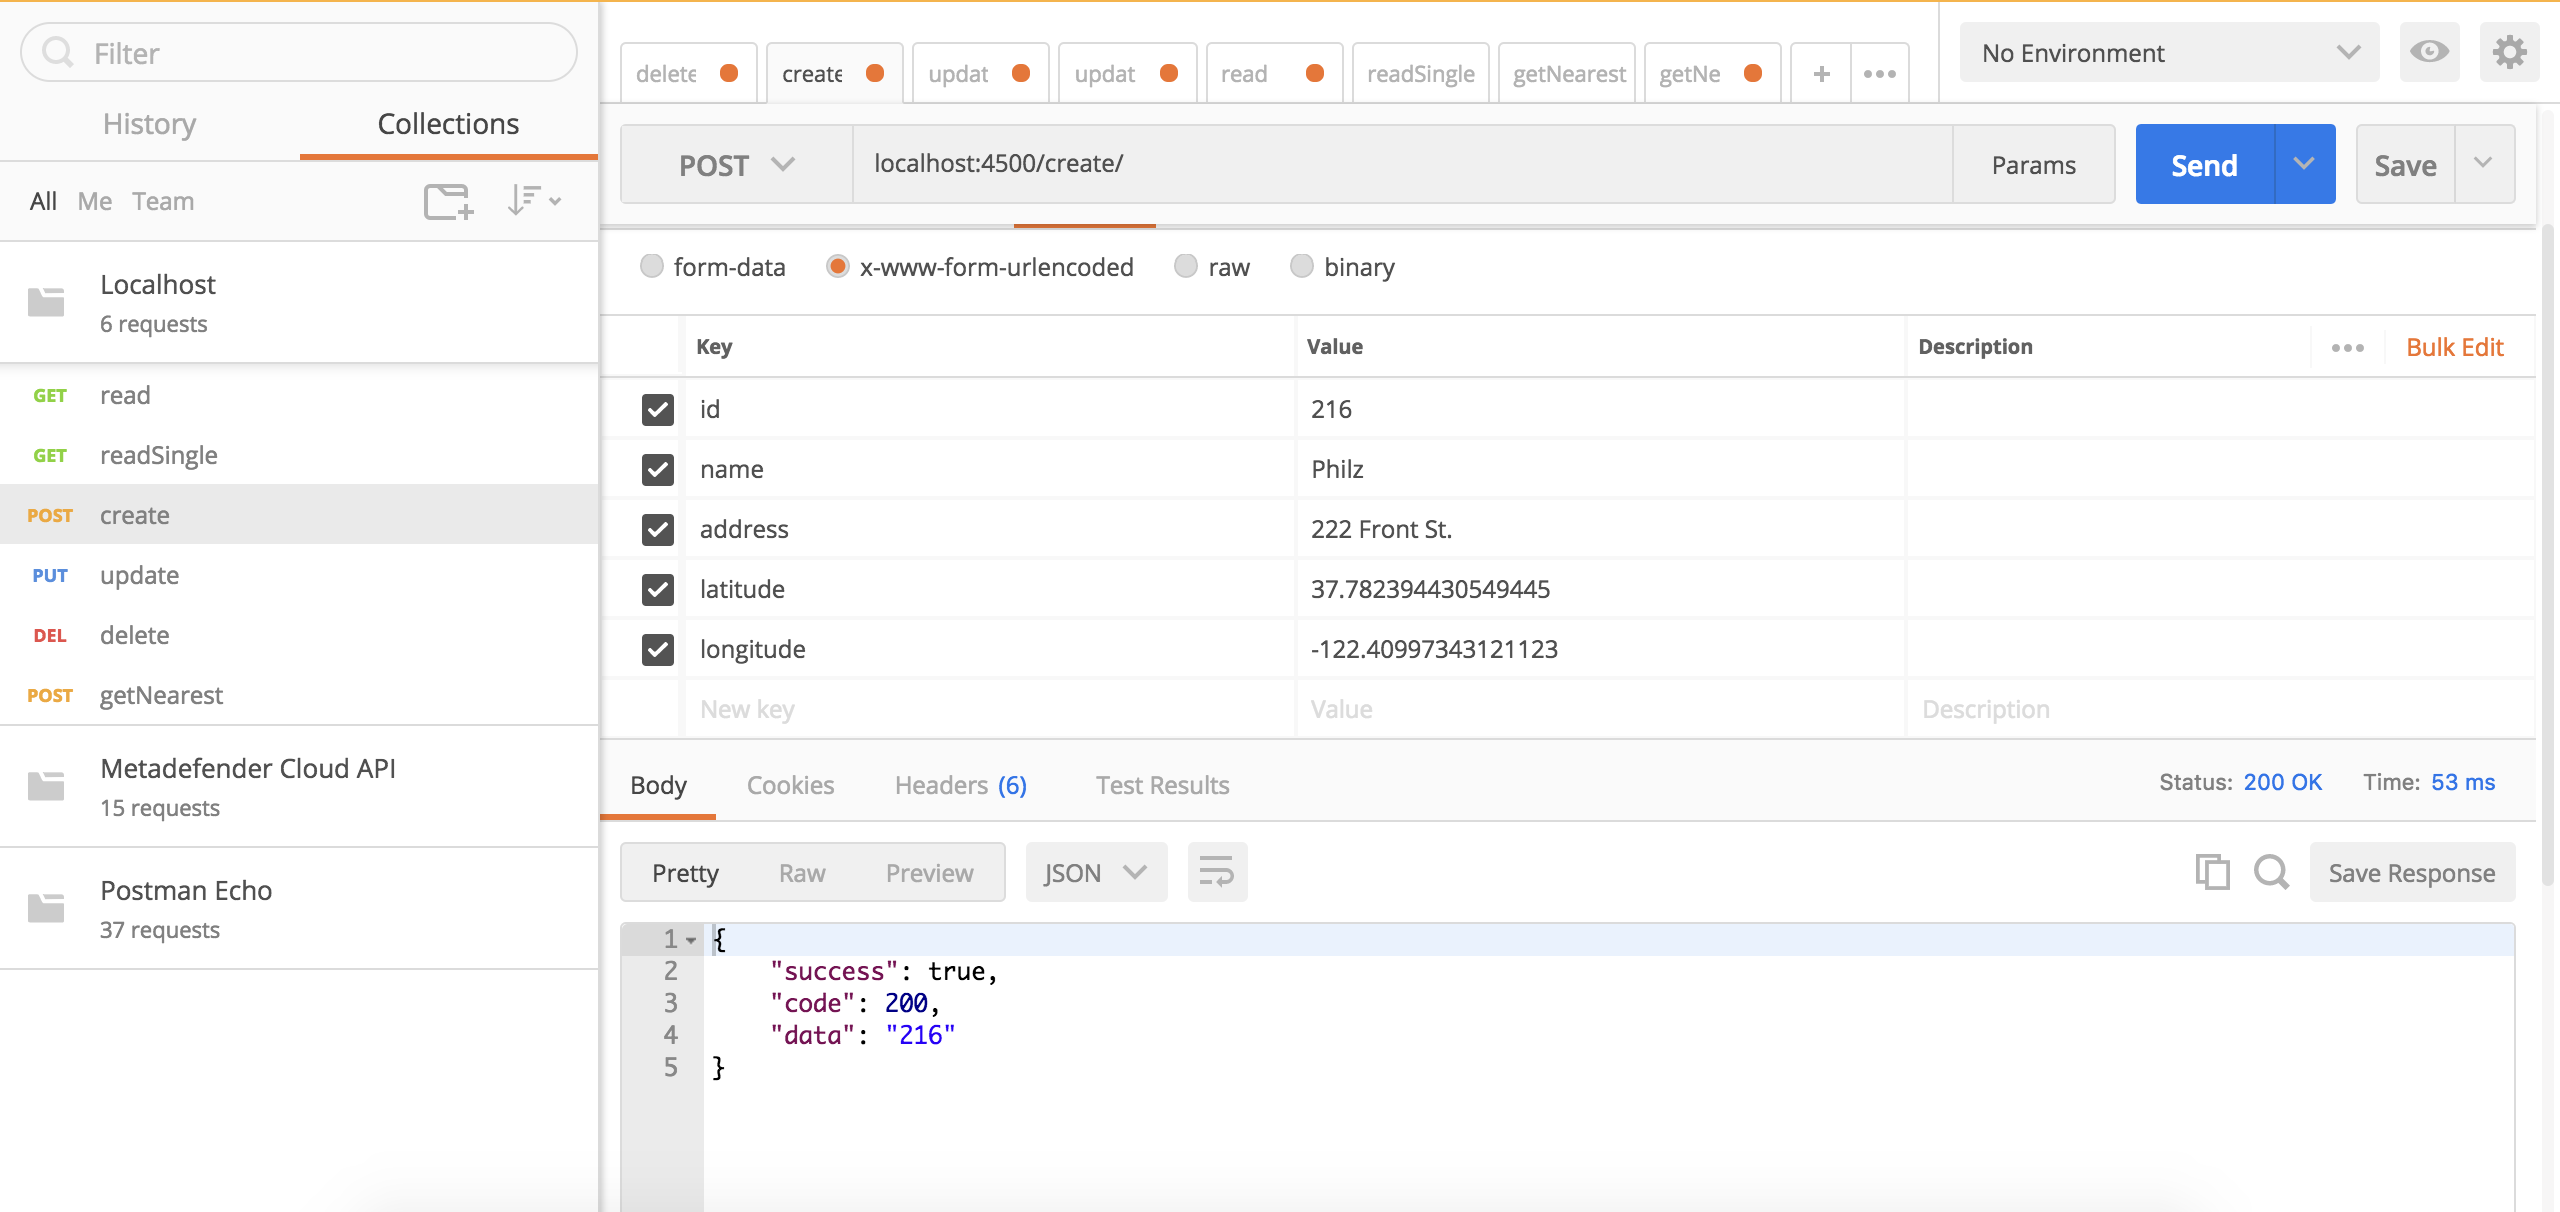 Filter
History Collections
All Me Team
Localhost
6 requests
GET read
GET readSingle
POST create
PUT update
DEL delete
POST getNearest
Metadefender Cloud API
15 requests
Postman Echo
37 requests
delete create updat updat read readSingle getNearest getNe + •••
No Environment
POST localhost:4500/create/ Params Send Save
form-data x-www-form-urlencoded raw binary
Key Value Description ••• Bulk Edit
id 216
name Philz
address 222 Front St.
latitude 37.782394430549445
longitude -122.40997343121123
New key Value Description
Body Cookies Headers (6) Test Results Status: 200 OK Time: 53 ms
Pretty Raw Preview JSON Save Response
1 {
2 "success": true,
3 "code": 200,
4 "data": "216"
5 }